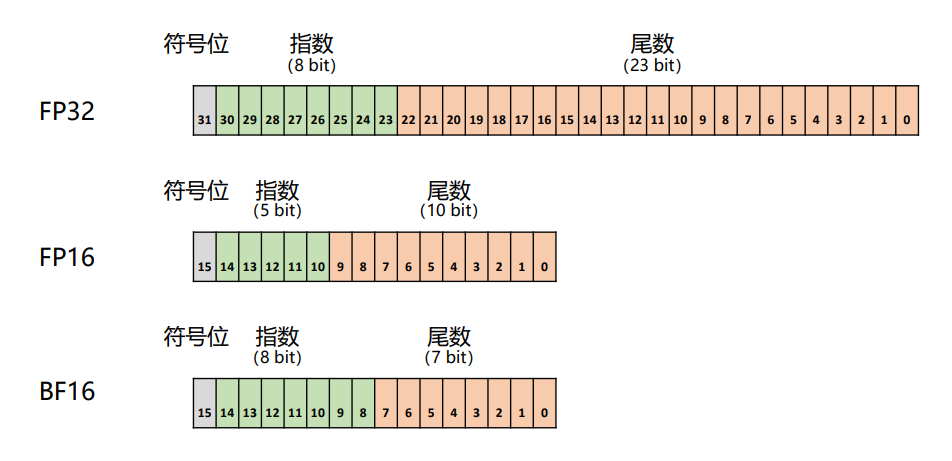 符号位 指数 尾数
(8 bit) (23 bit)
FP32 31 30 29 28 27 26 25 24 23 22 21 20 19 18 17 16 15 14 13 12 11 10 9 8 7 6 5 4 3 2 1 0
符号位 指数 尾数
(5 bit) (10 bit)
FP16 15 14 13 12 11 10 9 8 7 6 5 4 3 2 1 0
符号位 指数 尾数
(8 bit) (7 bit)
BF16 15 14 13 12 11 10 9 8 7 6 5 4 3 2 1 0